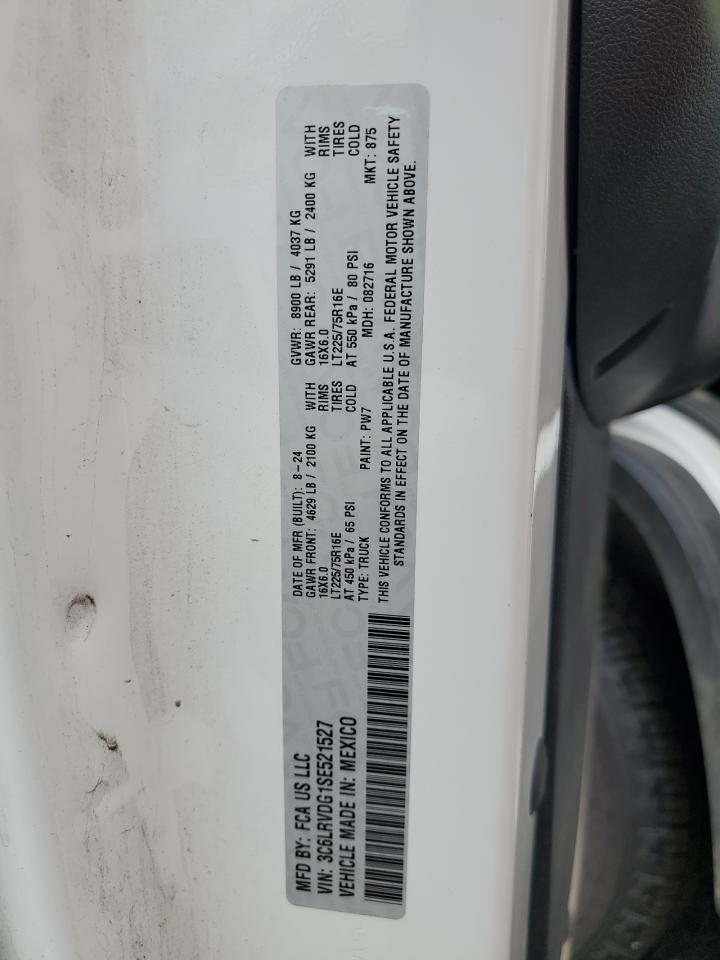 MFD BY: FCA US LLC
VIN: 3C6LRVDG1SE521527
VEHICLE MADE IN: MEXICO
DATE OF MFR (BUILT): 8-24 GVWR: 8900 LB / 4037 KG
GAWR FRONT: 4629 LB / 2100 KG WITH GAWR REAR: 5291 LB / 2400 KG WITH
16X6.0 RIMS 16X6.0 RIMS
LT225/75R16E TIRES LT225/75R16E TIRES
AT 450 kPa / 65 PSI COLD AT 550 kPa / 80 PSI COLD
TYPE: TRUCK PAINT: PW7 MDH: 082716 MKT: 875
THIS VEHICLE CONFORMS TO ALL APPLICABLE U.S.A. FEDERAL MOTOR VEHICLE SAFETY
STANDARDS IN EFFECT ON THE DATE OF MANUFACTURE SHOWN ABOVE.